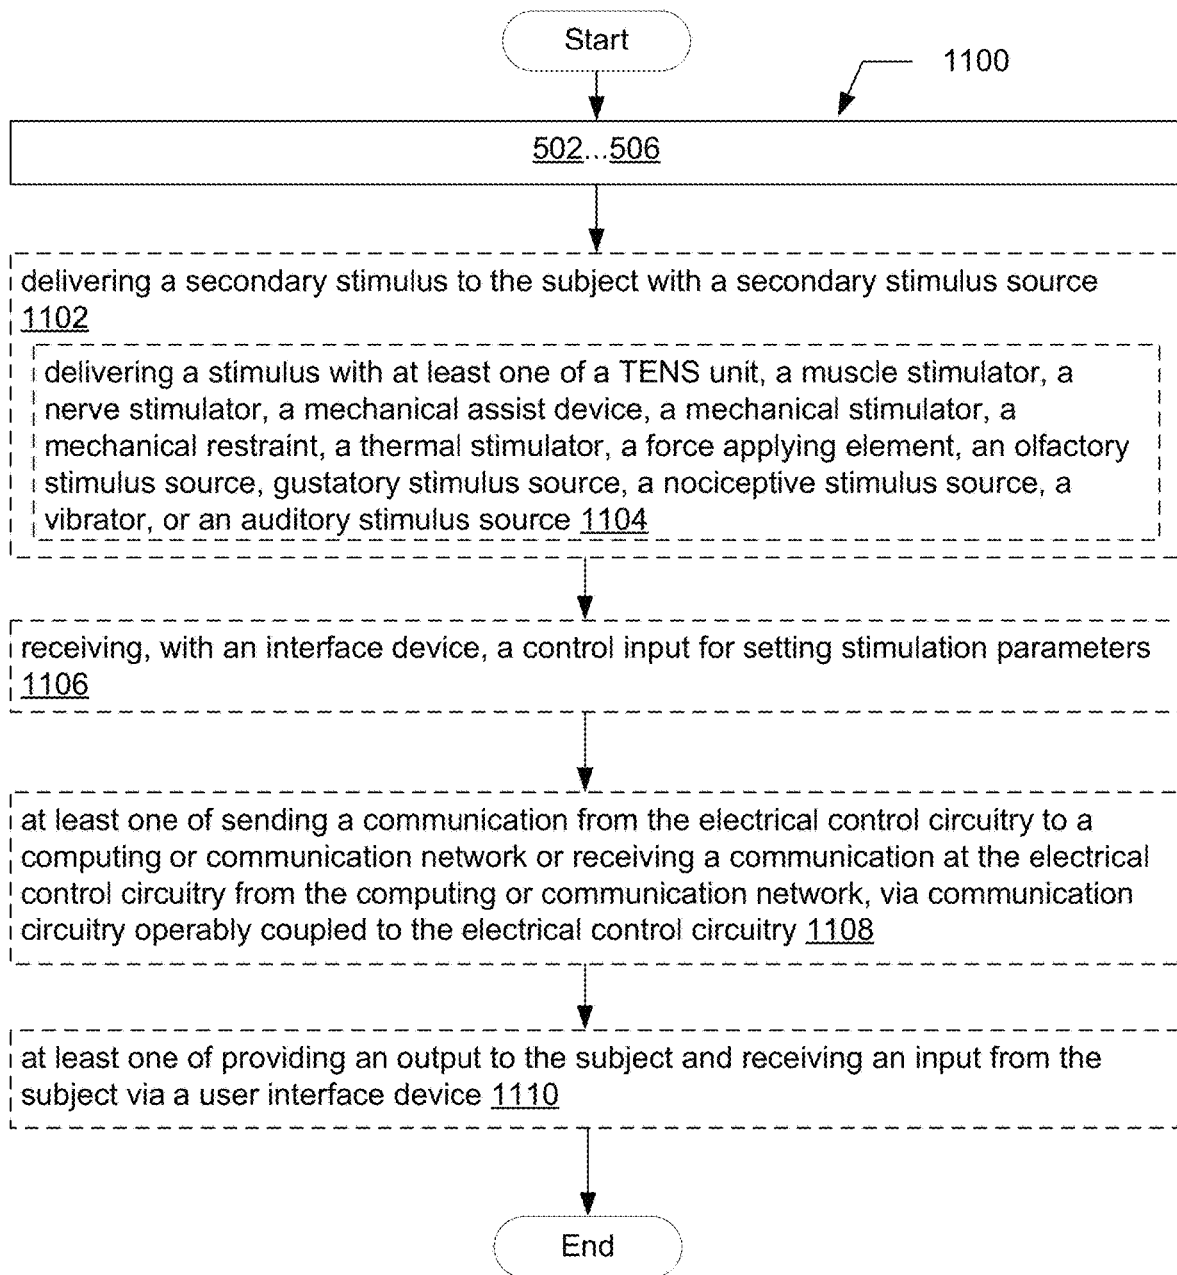 Start
1100
502...506
delivering a secondary stimulus to the subject with a secondary stimulus source
1102
delivering a stimulus with at least one of a TENS unit, a muscle stimulator, a
nerve stimulator, a mechanical assist device, a mechanical stimulator, a
mechanical restraint, a thermal stimulator, a force applying element, an olfactory
stimulus source, gustatory stimulus source, a nociceptive stimulus source, a
vibrator, or an auditory stimulus source 1104
receiving, with an interface device, a control input for setting stimulation parameters
1106
at least one of sending a communication from the electrical control circuitry to a
computing or communication network or receiving a communication at the electrical
control circuitry from the computing or communication network, via communication
circuitry operably coupled to the electrical control circuitry 1108
at least one of providing an output to the subject and receiving an input from the
subject via a user interface device 1110
End